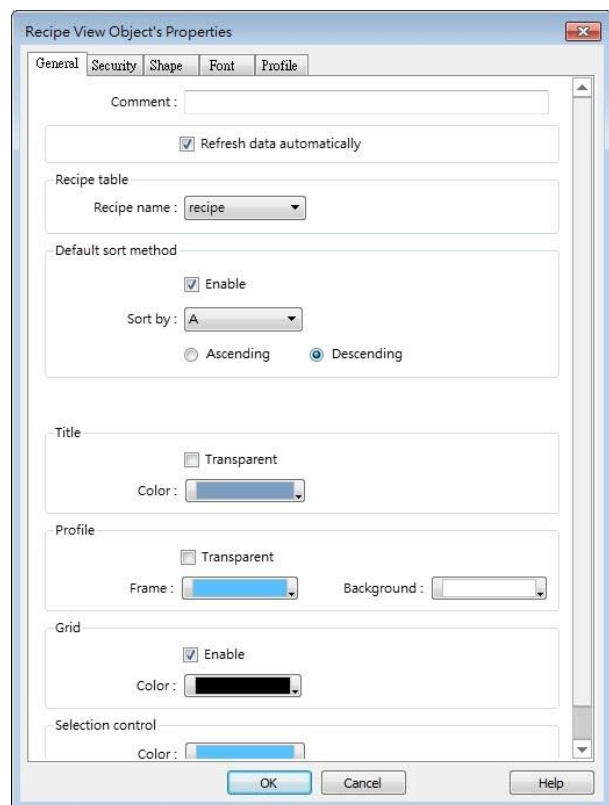 Recipe View Object's Properties
General Security Shape Font Profile
Comment :
Refresh data automatically
Recipe table
Recipe name : recipe
Default sort method
Enable
Sort by : A
Ascending Descending
Title
Transparent
Color :
Profile
Transparent
Frame : Background :
Grid
Enable
Color :
Selection control
Color :
OK Cancel Help